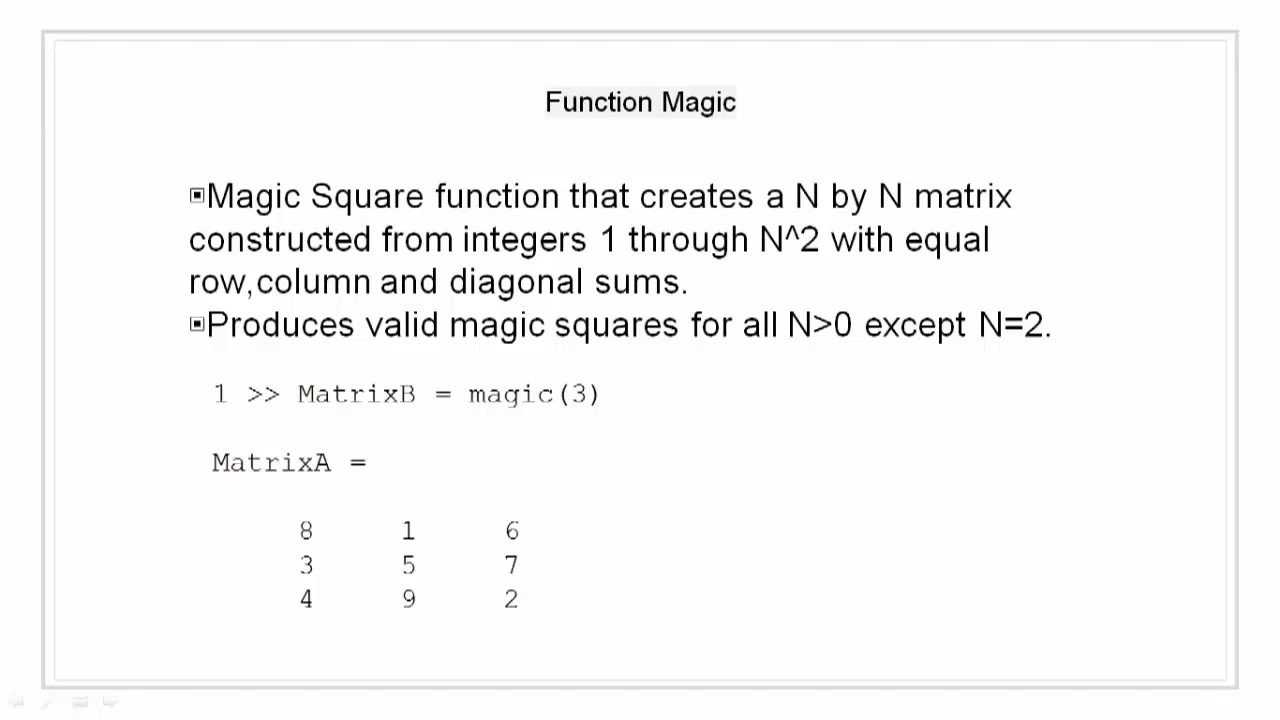 Function Magic
Magic Square function that creates a N by N matrix
constructed from integers 1 through N^2 with equal
row,column and diagonal sums.
Produces valid magic squares for all N>0 except N=2.
1 >> MatrixB = magic(3)
MatrixA =
8 1 6
3 5 7
4 9 2